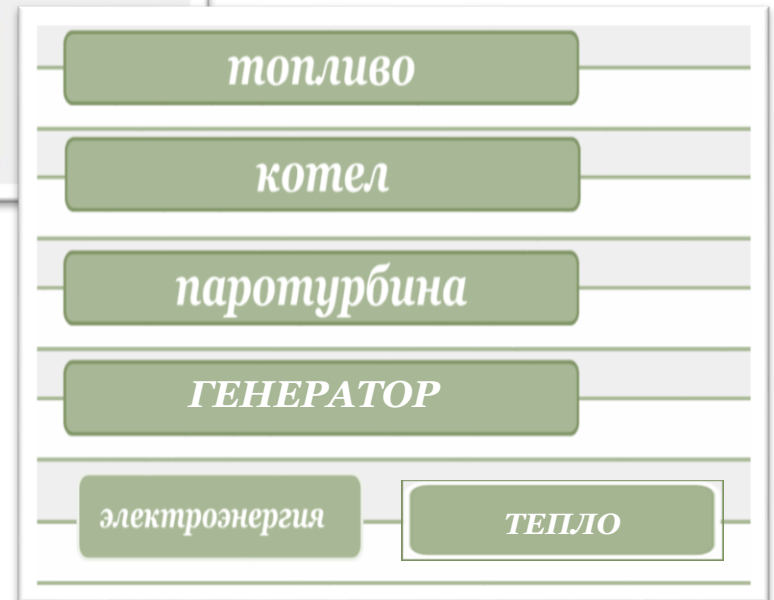 топливо
котел
паротурбина
ГЕНЕРАТОР
электроэнергия ТЕПЛО